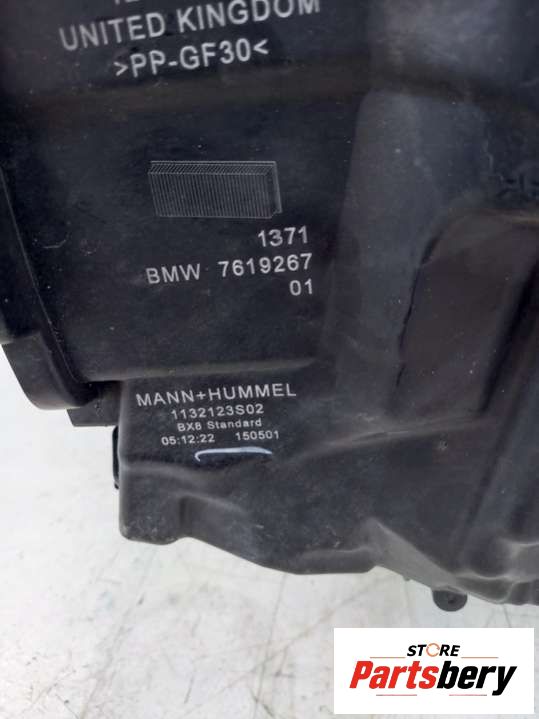 UNITED KINGDOM
>PP-GF30<
1371
BMW 7619267
01
MANN+HUMMEL
1132123S02
BX8 Standard
05:12:22 150501
STORE
Partsbery